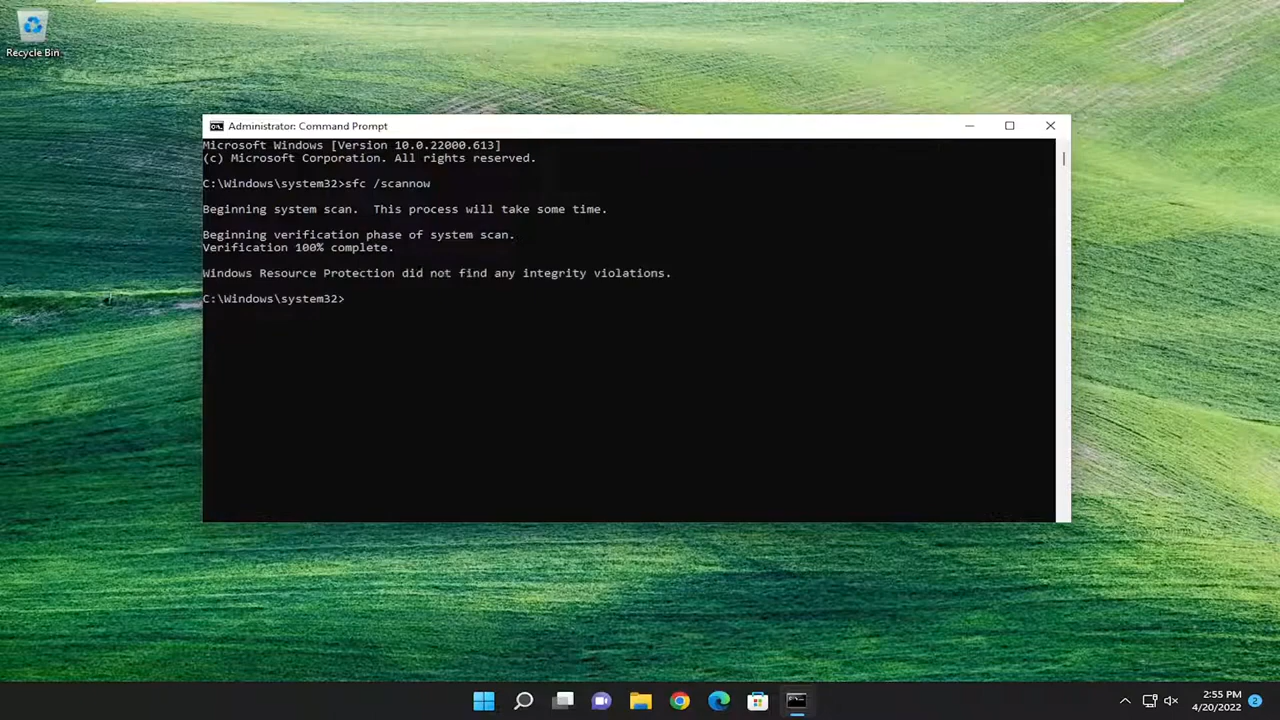 Recycle Bin
Administrator: Command Prompt
Microsoft Windows [Version 10.0.22000.613]
(c) Microsoft Corporation. All rights reserved.
C:\Windows\system32>sfc /scannow
Beginning system scan.  This process will take some time.
Beginning verification phase of system scan.
Verification 100% complete.
Windows Resource Protection did not find any integrity violations.
C:\Windows\system32>
2:55 PM
4/20/2022
2